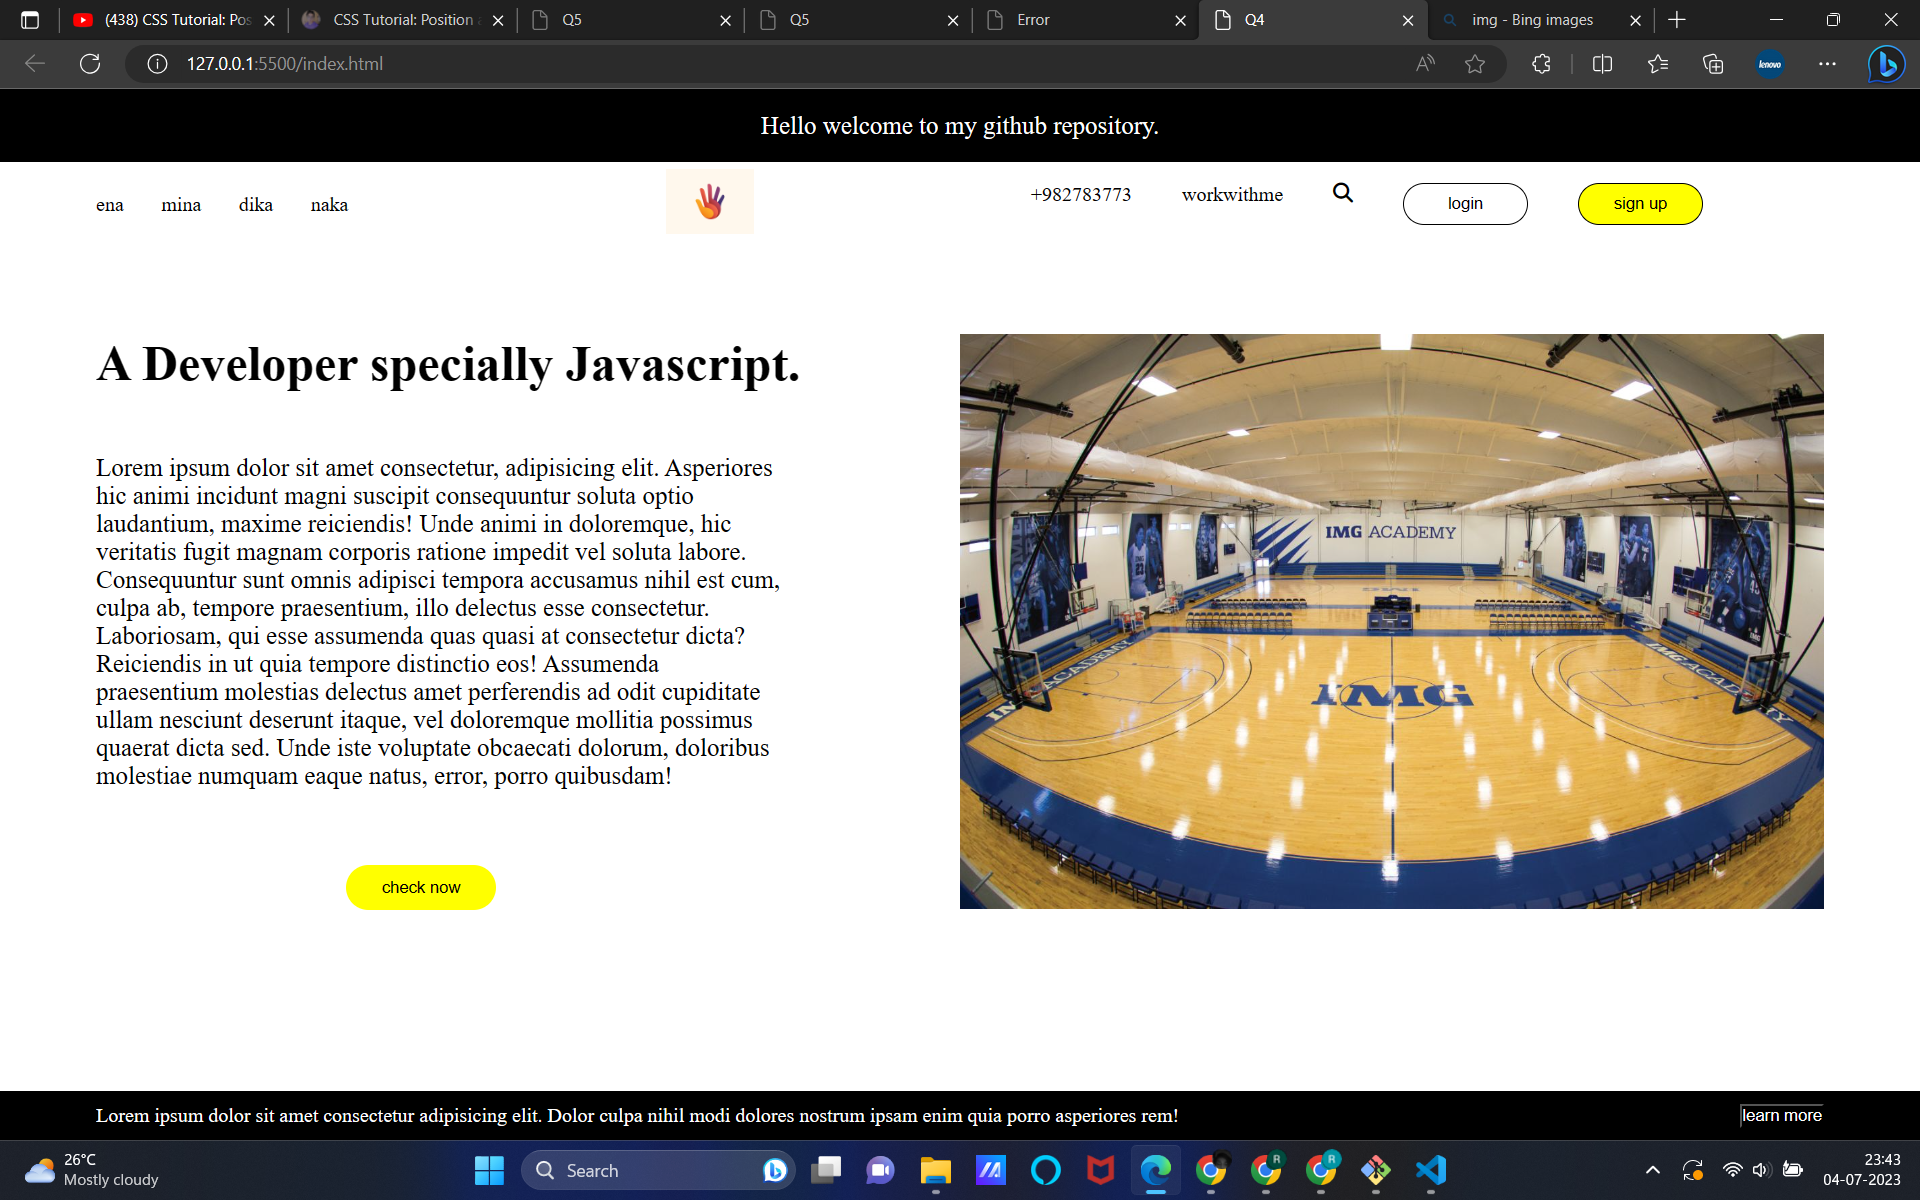 (438) CSS Tutorial: Pos
CSS Tutorial: Position a
Q5
Q5
Error
Q4
img - Bing images
127.0.0.1:5500/index.html
lenovo
Hello welcome to my github repository.
ena mina dika naka
+982783773 workwithme login sign up
A Developer specially Javascript.
Lorem ipsum dolor sit amet consectetur, adipisicing elit. Asperiores
hic animi incidunt magni suscipit consequuntur soluta optio
laudantium, maxime reiciendis! Unde animi in doloremque, hic
veritatis fugit magnam corporis ratione impedit vel soluta labore.
Consequuntur sunt omnis adipisci tempora accusamus nihil est cum,
culpa ab, tempore praesentium, illo delectus esse consectetur.
Laboriosam, qui esse assumenda quas quasi at consectetur dicta?
Reiciendis in ut quia tempore distinctio eos! Assumenda
praesentium molestias delectus amet perferendis ad odit cupiditate
ullam nesciunt deserunt itaque, vel doloremque mollitia possimus
quaerat dicta sed. Unde iste voluptate obcaecati dolorum, doloribus
molestiae numquam eaque natus, error, porro quibusdam!
check now
IMG ACADEMY
IMG
ACADEMY
IMG ACADEMY
Lorem ipsum dolor sit amet consectetur adipisicing elit. Dolor culpa nihil modi dolores nostrum ipsam enim quia porro asperiores rem!
learn more
26°C
Mostly cloudy
Search
R
R
23:43
04-07-2023